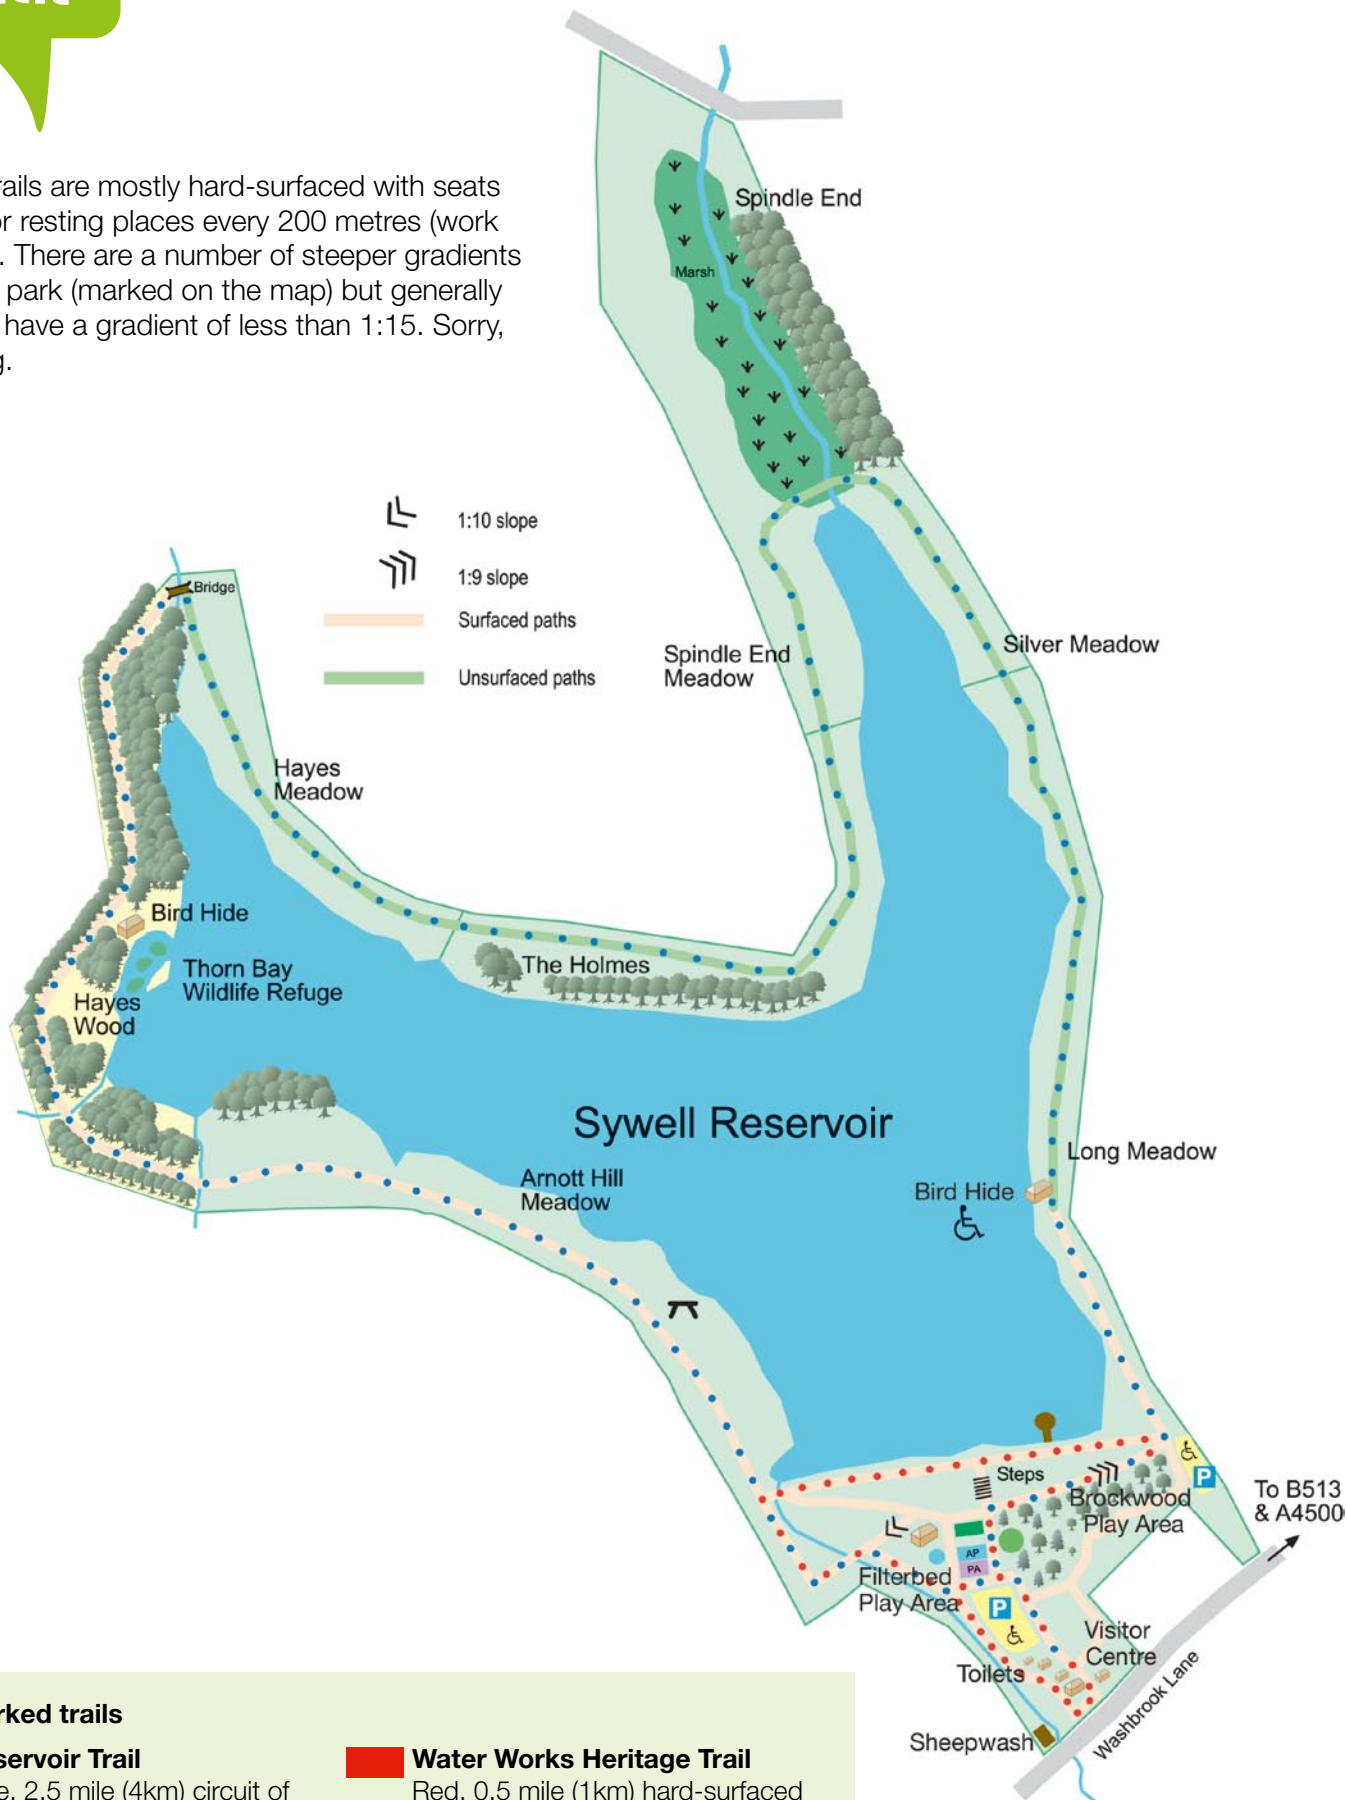 rails are mostly hard-surfaced with seats
or resting places every 200 metres (work
. There are a number of steeper gradients
park (marked on the map) but generally
have a gradient of less than 1:15. Sorry,
g.
Spindle End
Marsh
1:10 slope
1:9 slope
Surfaced paths
Unsurfaced paths
Bridge
Spindle End
Meadow
Silver Meadow
Hayes
Meadow
Bird Hide
Thorn Bay
Wildlife Refuge
The Holmes
Hayes
Wood
Sywell Reservoir
Arnott Hill
Meadow
Long Meadow
Bird Hide
Steps
P
Brockwood
Play Area
To B513
& A4500
AP
PA
Filterbed
Play Area
P
Visitor
Centre
Toilets
Washbrook Lane
Sheepwash
rked trails
servoir Trail
e. 2.5 mile (4km) circuit of
Water Works Heritage Trail
Red. 0.5 mile (1km) hard-surfaced